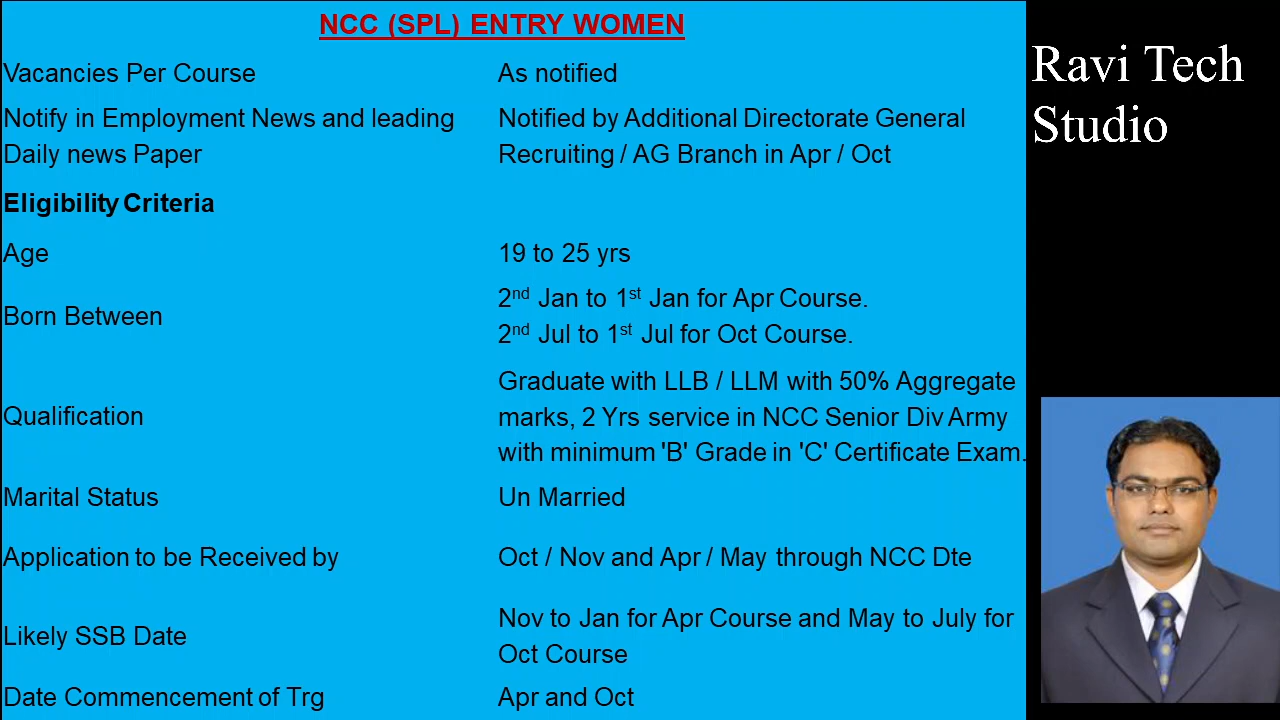 NCC (SPL) ENTRY WOMEN
Vacancies Per Course As notified
Notify in Employment News and leading Daily news Paper
Notified by Additional Directorate General Recruiting / AG Branch in Apr / Oct
Eligibility Criteria
Age 19 to 25 yrs
Born Between
2nd Jan to 1st Jan for Apr Course.
2nd Jul to 1st Jul for Oct Course.
Qualification
Graduate with LLB / LLM with 50% Aggregate
marks, 2 Yrs service in NCC Senior Div Army
with minimum 'B' Grade in 'C' Certificate Exam.
Marital Status Un Married
Application to be Received by Oct / Nov and Apr / May through NCC Dte
Likely SSB Date
Nov to Jan for Apr Course and May to July for
Oct Course
Date Commencement of Trg Apr and Oct
Ravi Tech
Studio